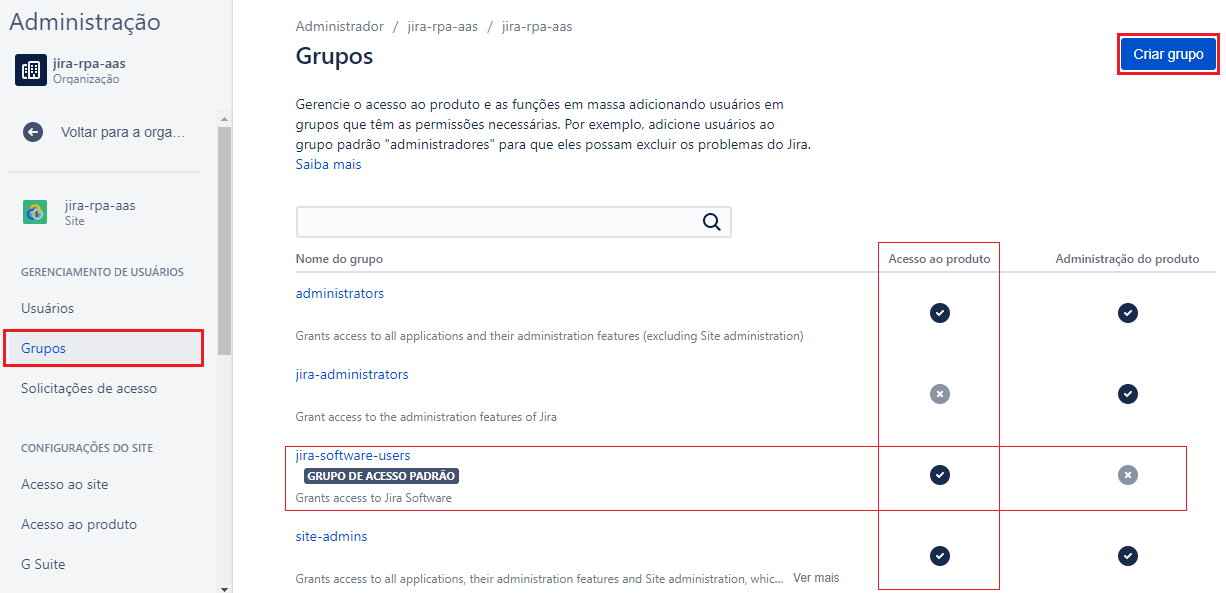 Administração
jira-rpa-aas
Organização
Voltar para a orga...
jira-rpa-aas
Site
GERENCIAMENTO DE USUÁRIOS
Usuários
Grupos
Solicitações de acesso
CONFIGURAÇÕES DO SITE
Acesso ao site
Acesso ao produto
G Suite
Administrador / jira-rpa-aas / jira-rpa-aas
Grupos
Criar grupo
Gerencie o acesso ao produto e as funções em massa adicionando usuários em
grupos que têm as permissões necessárias. Por exemplo, adicione usuários ao
grupo padrão "administradores" para que eles possam excluir os problemas do Jira.
Saiba mais
Nome do grupo Acesso ao produto Administração do produto
administrators
Grants access to all applications and their administration features (excluding Site administration)
jira-administrators
Grant access to the administration features of Jira
jira-software-users
GRUPO DE ACESSO PADRÃO
Grants access to Jira Software
site-admins
Grants access to all applications, their administration features and Site administration, whic... Ver mais